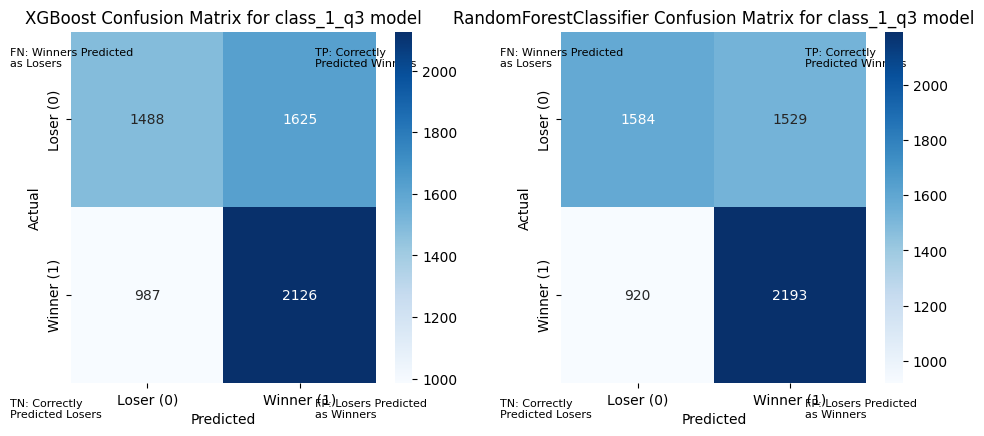 XGBoost Confusion Matrix for class_1_q3 model
FN: Winners Predicted
as Losers
TP: Correctly
Predicted Winners
Loser (0)
Winner (1)
Actual
1488
1625
987
2126
2000
1800
1600
1400
1200
1000
Loser (0)
Winner (1)
Predicted
TN: Correctly
Predicted Losers
FP: Losers Predicted
as Winners
RandomForestClassifier Confusion Matrix for class_1_q3 model
FN: Winners Predicted
as Losers
TP: Correctly
Predicted Winners
Loser (0)
Winner (1)
Actual
1584
1529
920
2193
2000
1800
1600
1400
1200
1000
Loser (0)
Winner (1)
Predicted
TN: Correctly
Predicted Losers
FP: Losers Predicted
as Winners